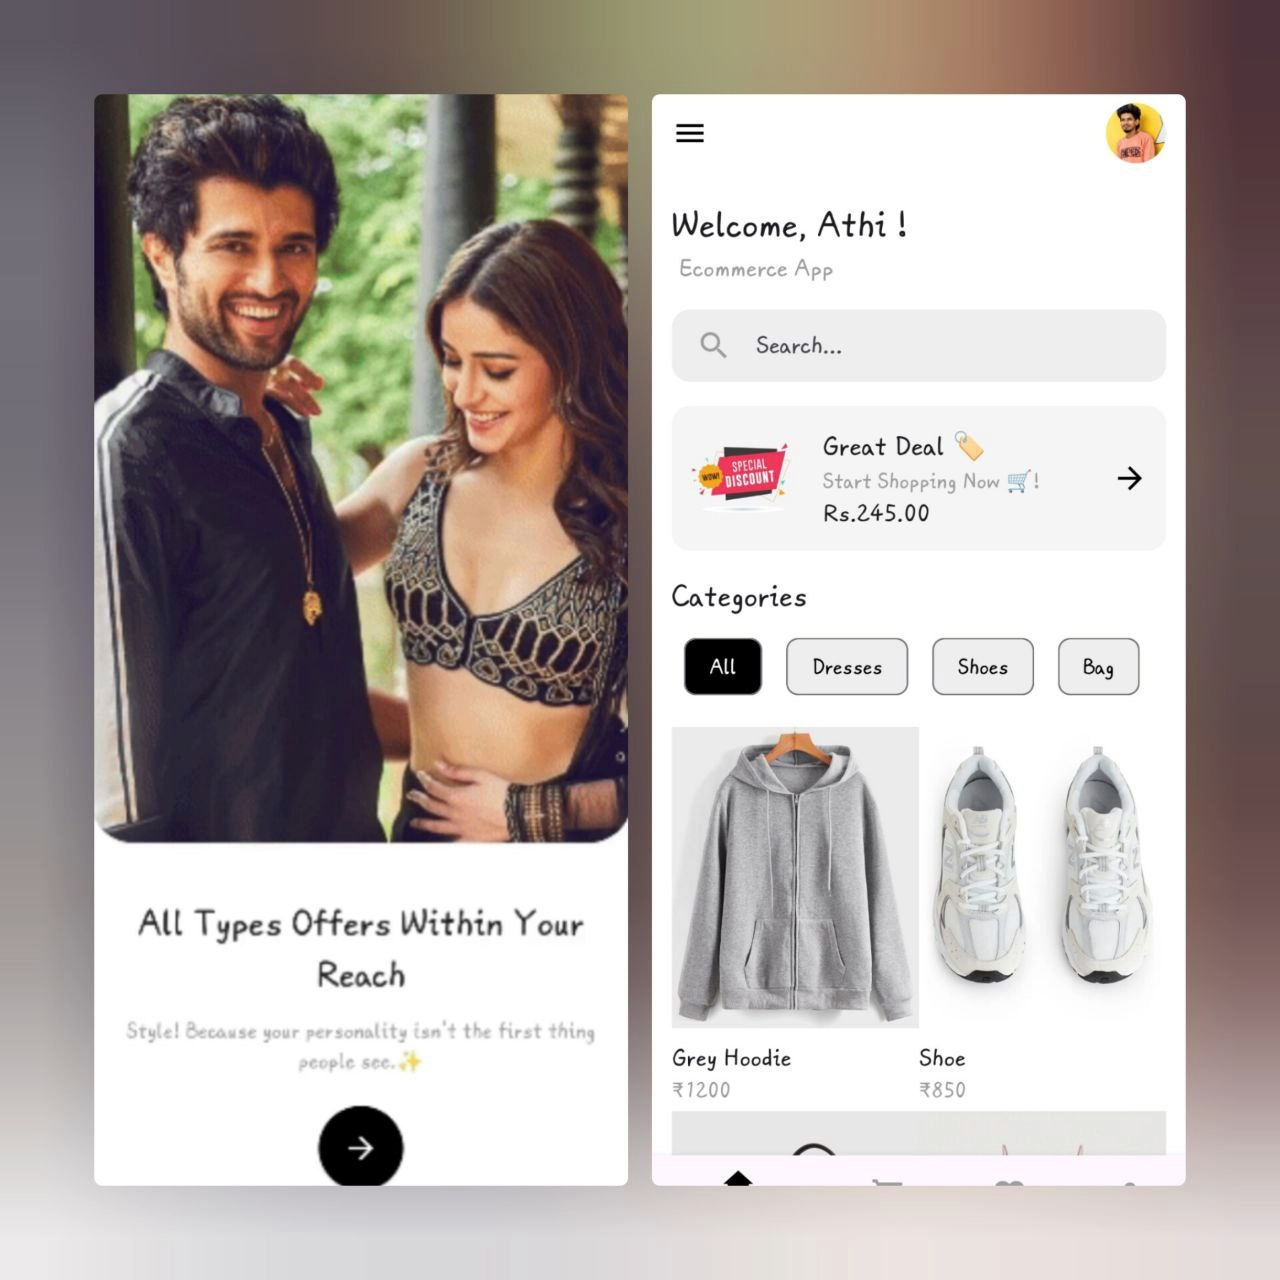 All Types Offers Within Your
Reach
Style! Because your personality isn't the first thing
people see.✨
Welcome, Athi !
Ecommerce App
Search...
WOW!
SPECIAL
DISCOUNT
Great Deal 🏷️
Start Shopping Now 🛒!
Rs.245.00
Categories
All
Dresses
Shoes
Bag
Grey Hoodie
Shoe
₹1200
₹850